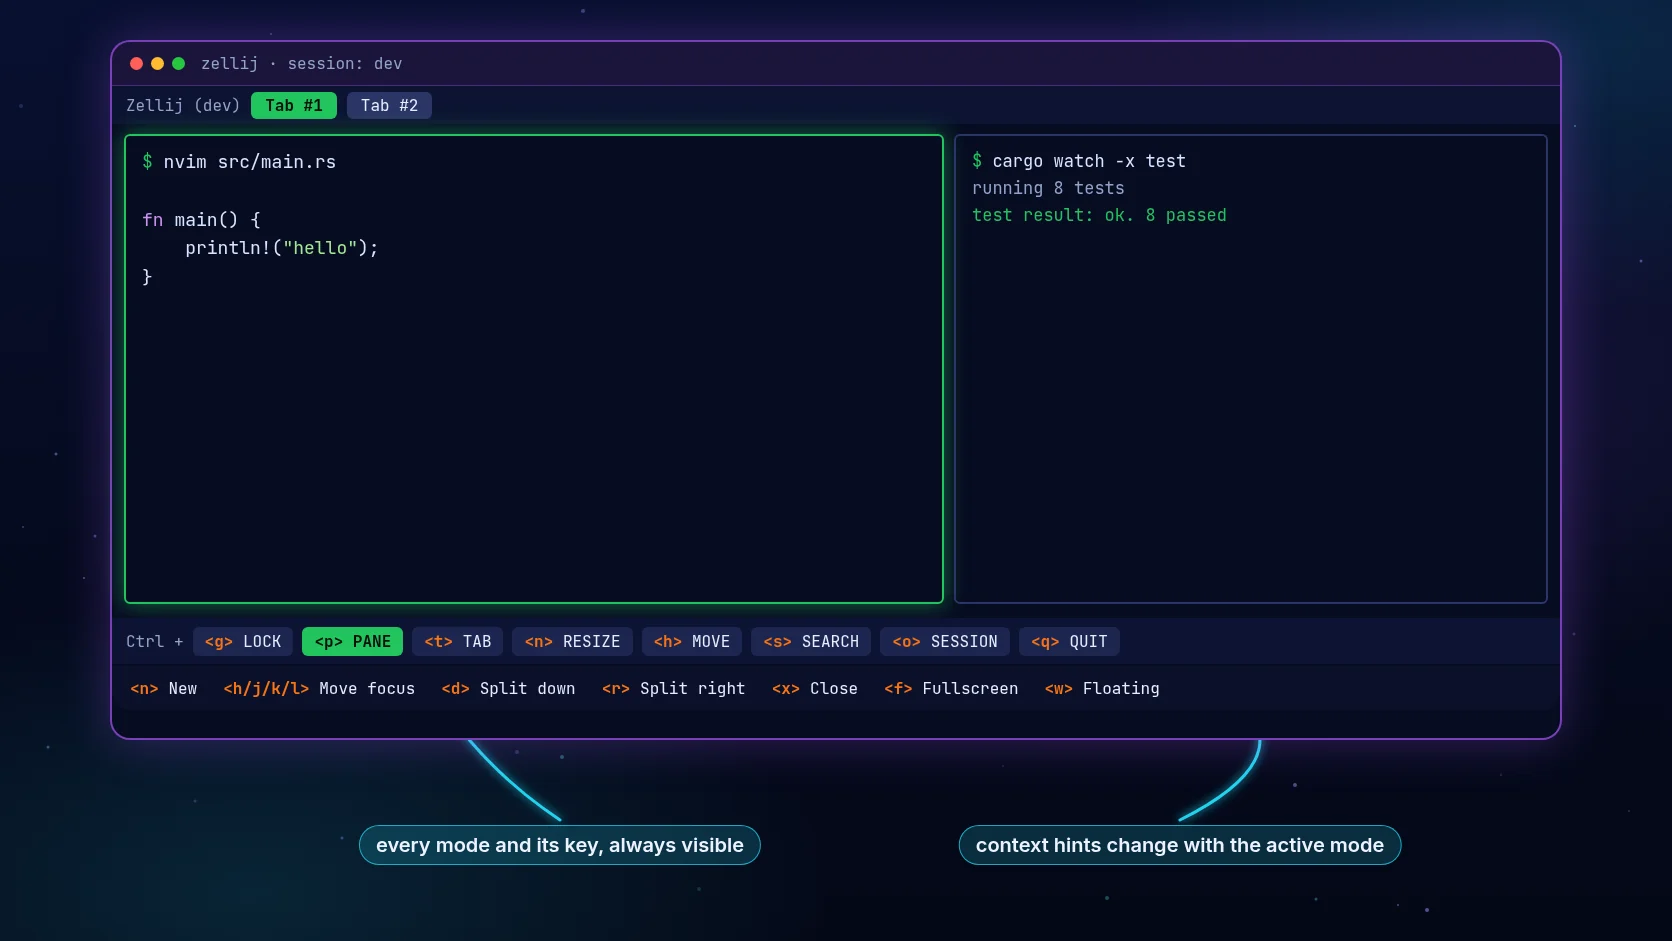 zellij · session: dev
Zellij (dev) Tab #1 Tab #2
$ nvim src/main.rs
fn main() {
    println!("hello");
}
$ cargo watch -x test
running 8 tests
test result: ok. 8 passed
Ctrl + <g> LOCK <p> PANE <t> TAB <n> RESIZE <h> MOVE <s> SEARCH <o> SESSION <q> QUIT
<n> New <h/j/k/l> Move focus <d> Split down <r> Split right <x> Close <f> Fullscreen <w> Floating
every mode and its key, always visible
context hints change with the active mode